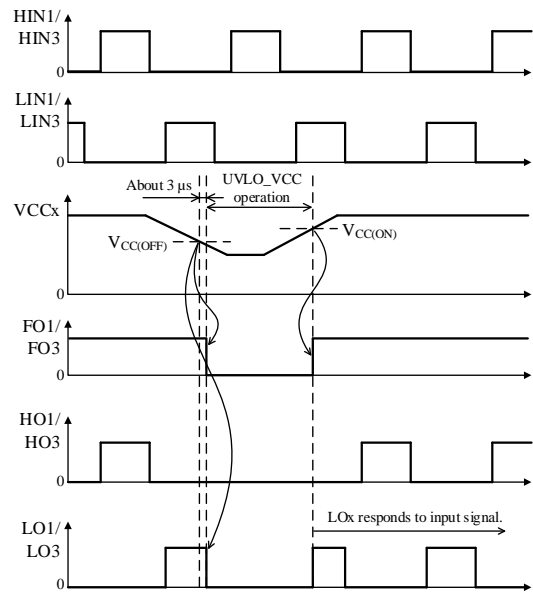 HIN1/
HIN3
0
LIN1/
LIN3
0
About 3 µs
UVLO_VCC
operation
VCCx
VCC(OFF)
VCC(ON)
0
FO1/
FO3
0
HO1/
HO3
0
LOx responds to input signal.
LO1/
LO3
0